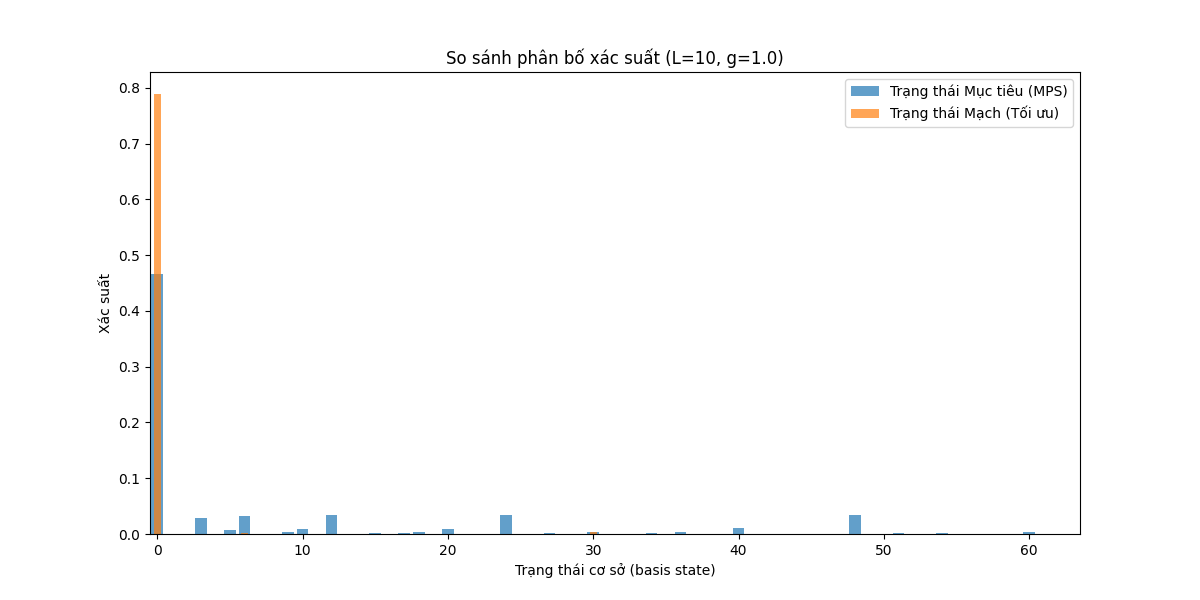 So sánh phân bố xác suất (L=10, g=1.0)
Trạng thái Mục tiêu (MPS)
Trạng thái Mạch (Tối ưu)
Xác suất
0.8
0.7
0.6
0.5
0.4
0.3
0.2
0.1
0.0
0 10 20 30 40 50 60
Trạng thái cơ sở (basis state)